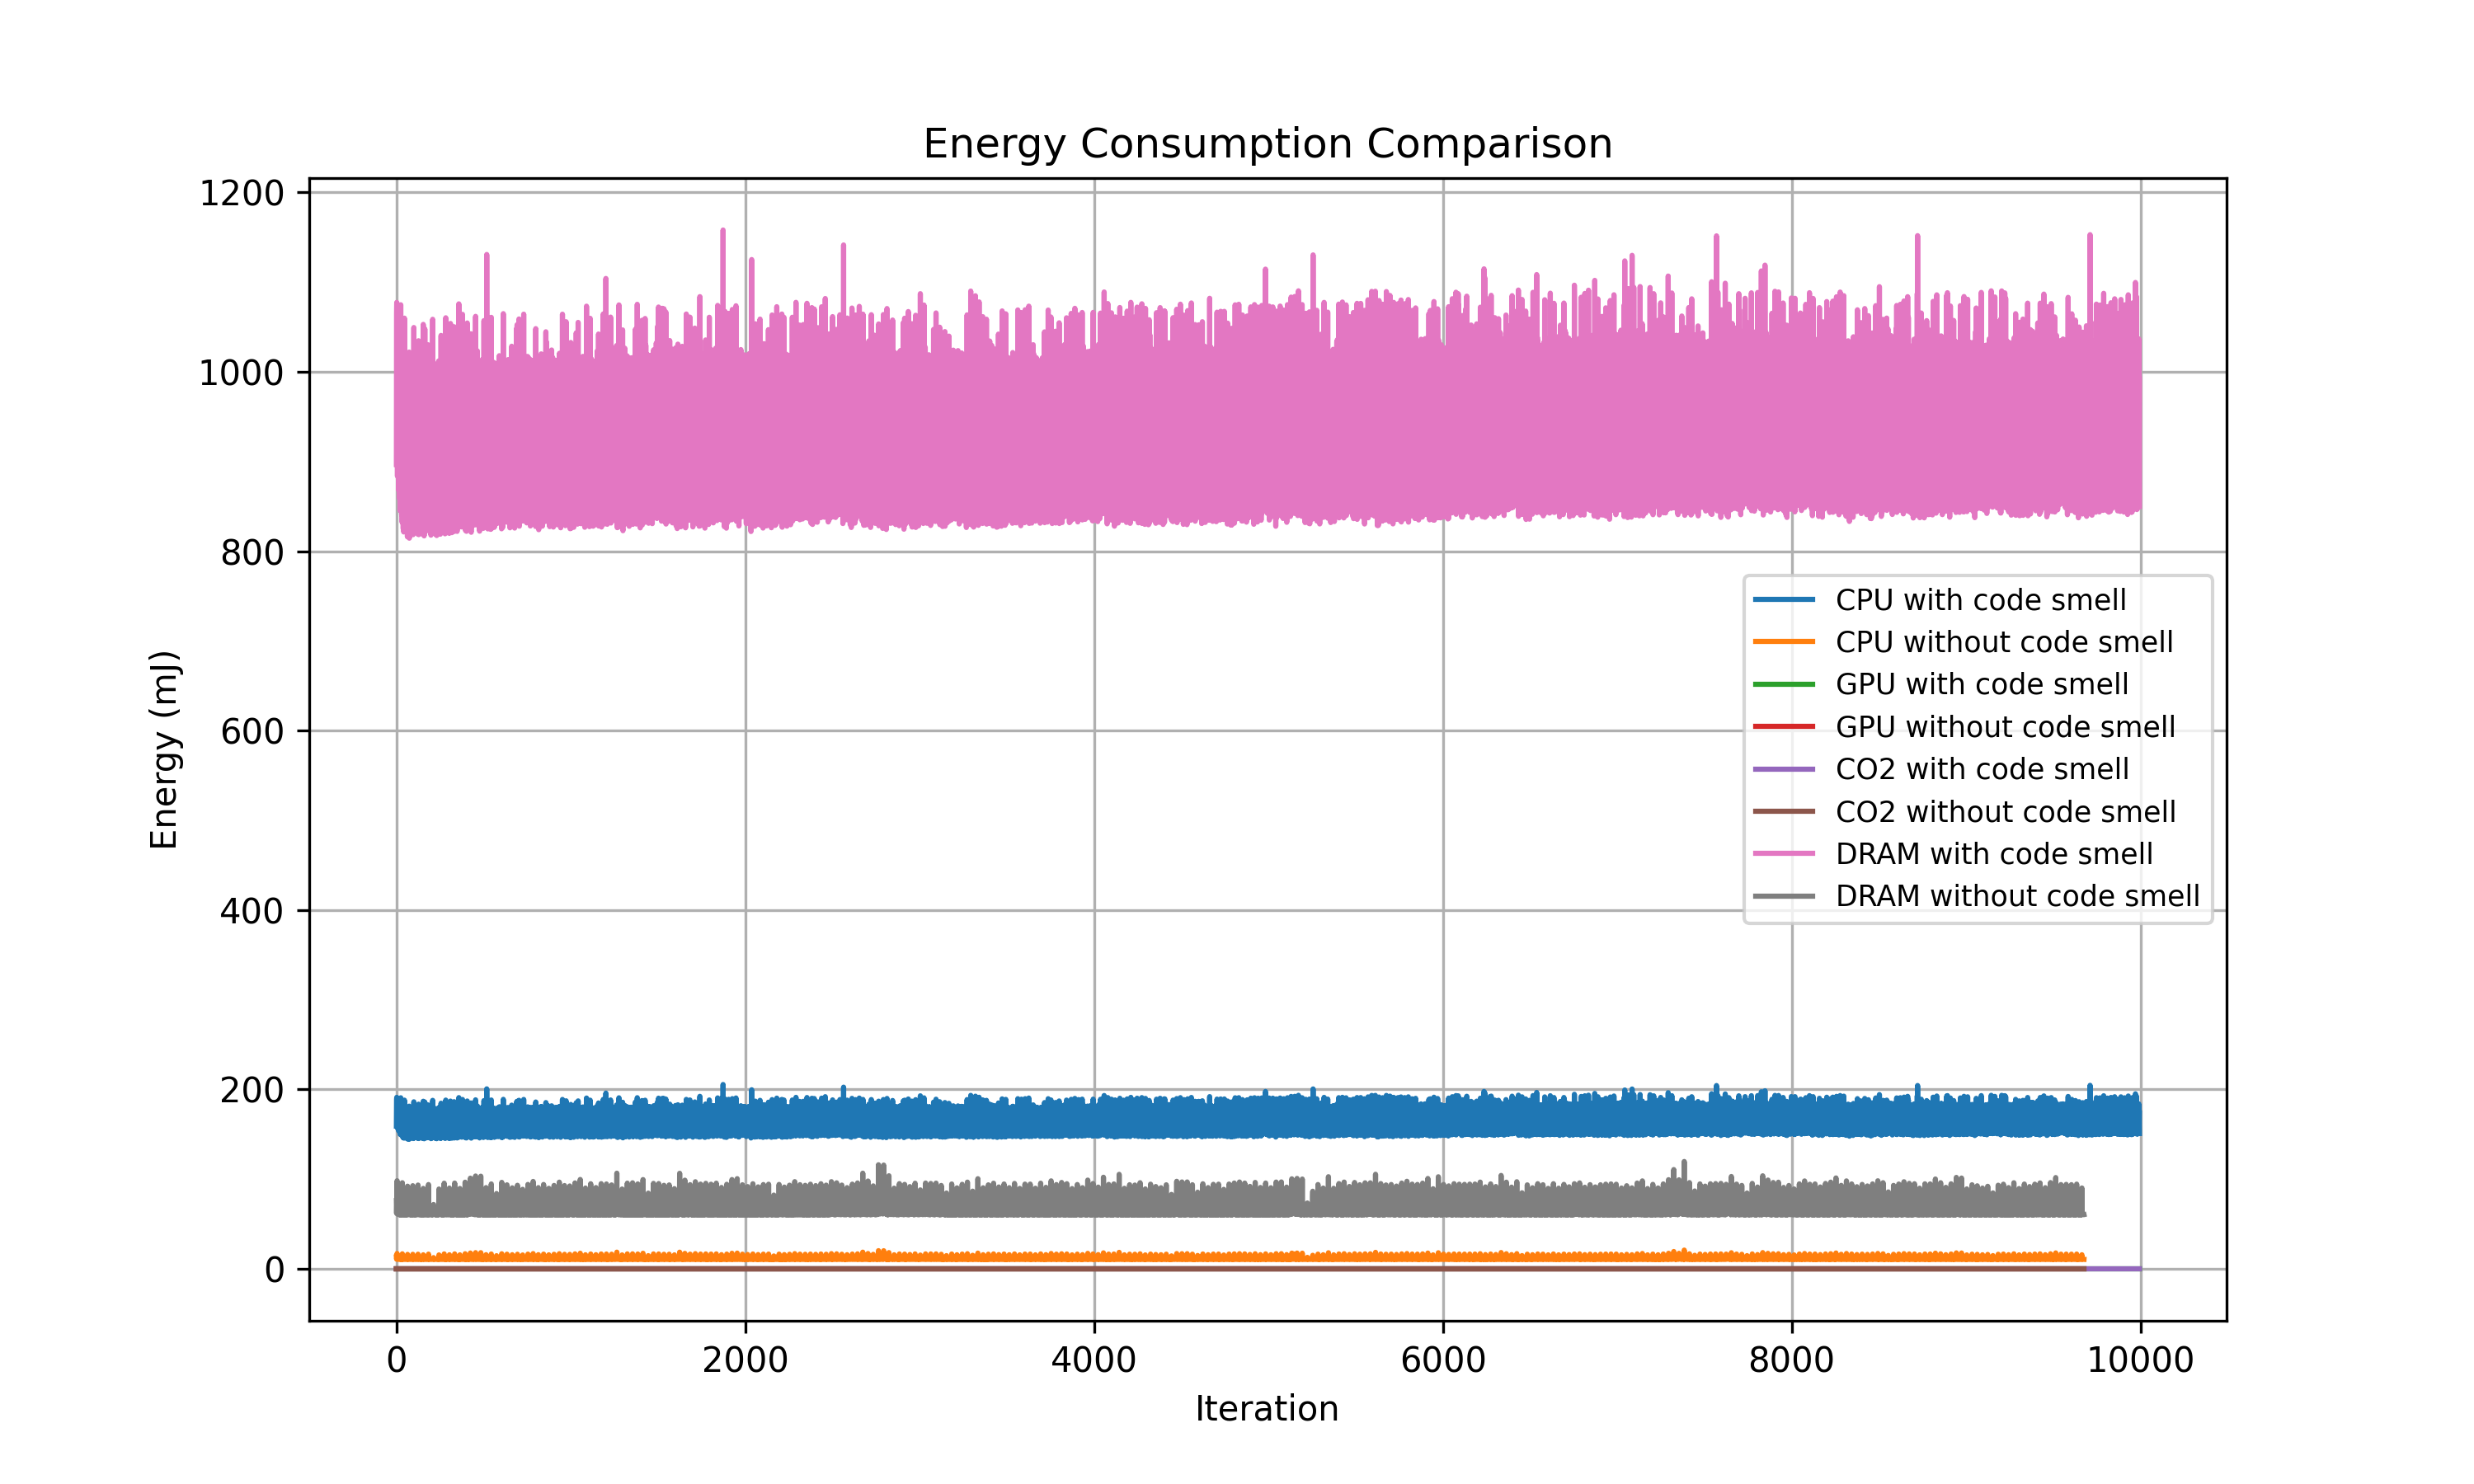 Energy Consumption Comparison
1200
1000
800
600
400
200
0
Energy (mJ)
CPU with code smell
CPU without code smell
GPU with code smell
GPU without code smell
CO2 with code smell
CO2 without code smell
DRAM with code smell
DRAM without code smell
0 2000 4000 6000 8000 10000
Iteration